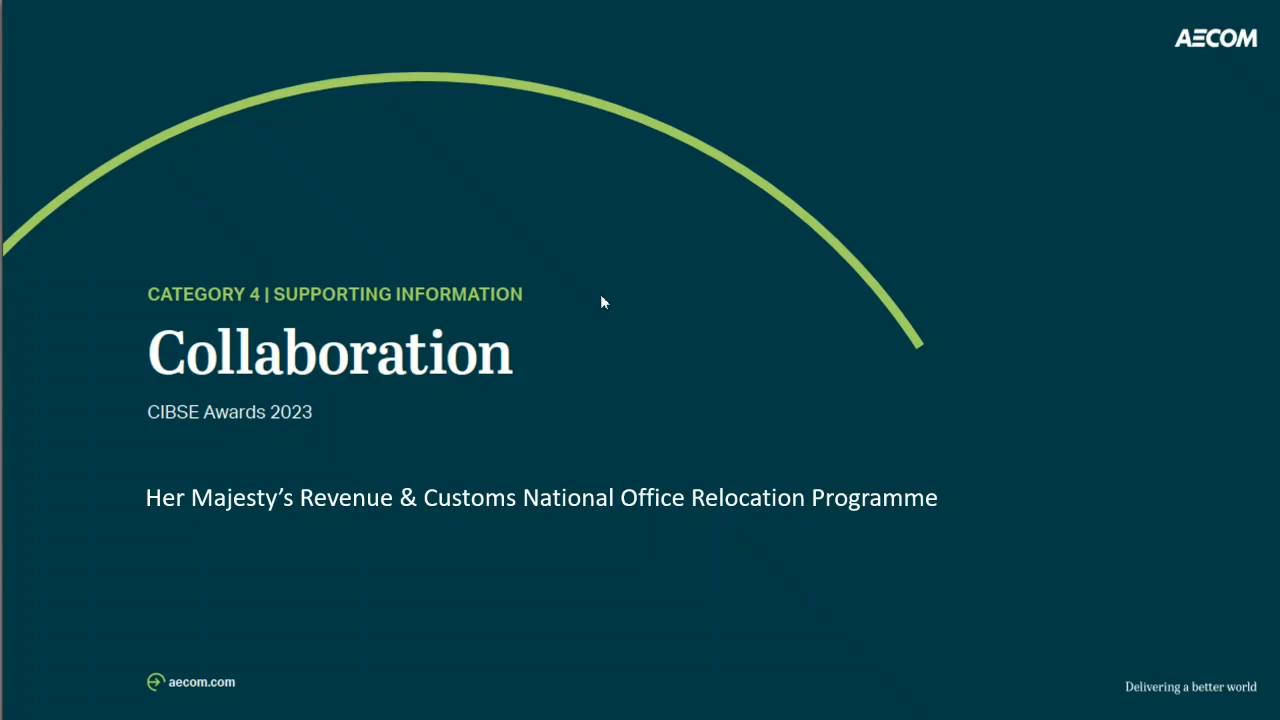 AECOM
CATEGORY 4 | SUPPORTING INFORMATION
Collaboration
CIBSE Awards 2023
Her Majesty’s Revenue & Customs National Office Relocation Programme
aecom.com
Delivering a better world